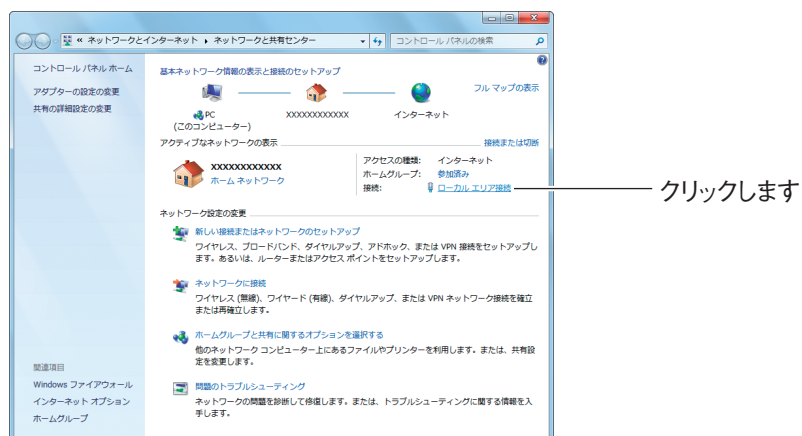 « ネットワークとインターネット ▸ ネットワークと共有センター
コントロール パネルの検索
コントロール パネル ホーム
アダプターの設定の変更
共有の詳細設定の変更
基本ネットワーク情報の表示と接続のセットアップ
フル マップの表示
PC
(このコンピューター)
XXXXXXXXXXXX
インターネット
アクティブなネットワークの表示
接続または切断
XXXXXXXXXXXX
ホーム ネットワーク
アクセスの種類: インターネット
ホームグループ: 参加済み
接続: ローカル エリア接続
クリックします
ネットワーク設定の変更
新しい接続またはネットワークのセットアップ
ワイヤレス、ブロードバンド、ダイヤルアップ、アドホック、または VPN 接続をセットアップし
ます。あるいは、ルーターまたはアクセス ポイントをセットアップします。
ネットワークに接続
ワイヤレス (無線)、ワイヤード (有線)、ダイヤルアップ、または VPN ネットワーク接続を確立
または再確立します。
ホームグループと共有に関するオプションを選択する
他のネットワーク コンピューター上にあるファイルやプリンターを利用します。または、共有設
定を変更します。
問題のトラブルシューティング
ネットワークの問題を診断して修復します。または、トラブルシューティングに関する情報を入
手します。
関連項目
Windows ファイアウォール
インターネット オプション
ホームグループ